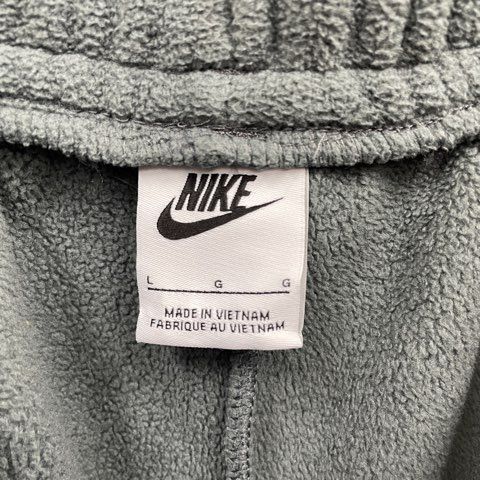 NIKE
L G G
MADE IN VIETNAM
FABRIQUE AU VIETNAM